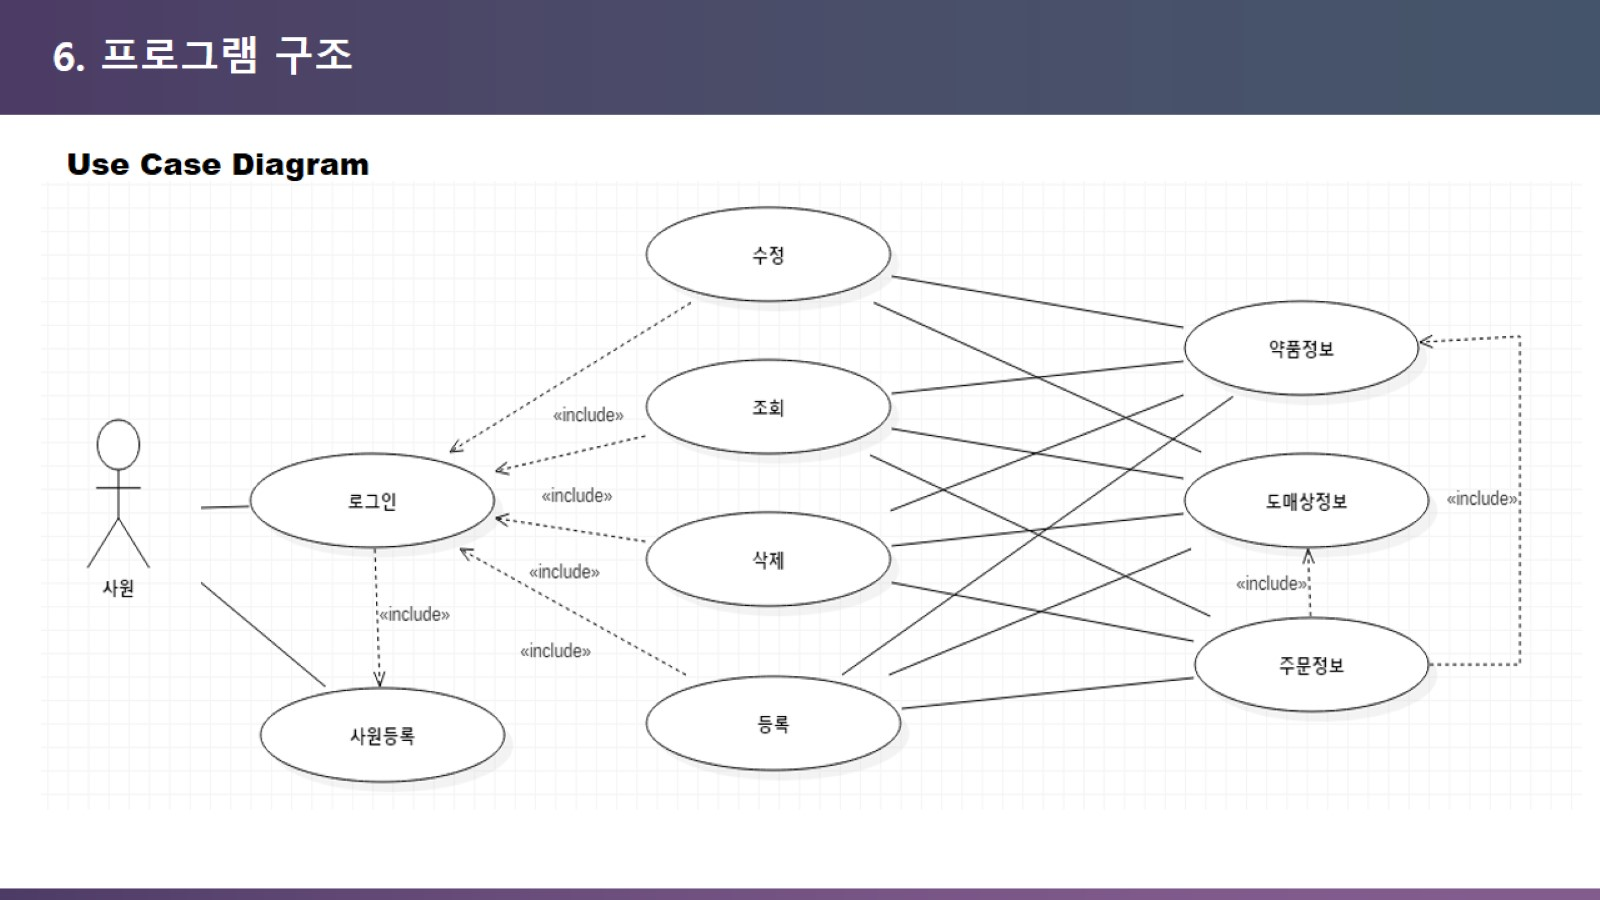 6. 프로그램 구조
Use Case Diagram
수정
약품정보
조회
«include»
로그인
«include»
도매상정보
«include»
삭제
«include»
«include»
사원
«include»
«include»
주문정보
사원등록
등록